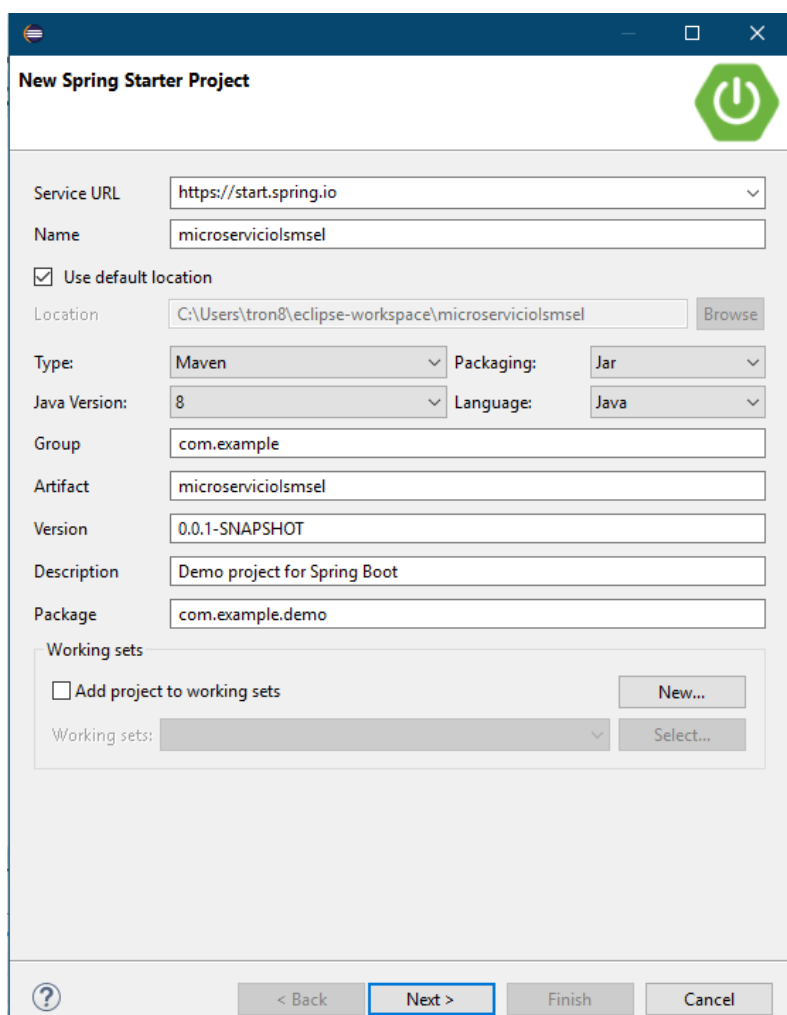 New Spring Starter Project
Service URL https://start.spring.io
Name microserviciolsmsel
Use default location
Location C:\Users\tron8\eclipse-workspace\microserviciolsmsel Browse
Type: Maven Packaging: Jar
Java Version: 8 Language: Java
Group com.example
Artifact microserviciolsmsel
Version 0.0.1-SNAPSHOT
Description Demo project for Spring Boot
Package com.example.demo
Working sets
Add project to working sets New...
Working sets: Select...
? < Back Next > Finish Cancel